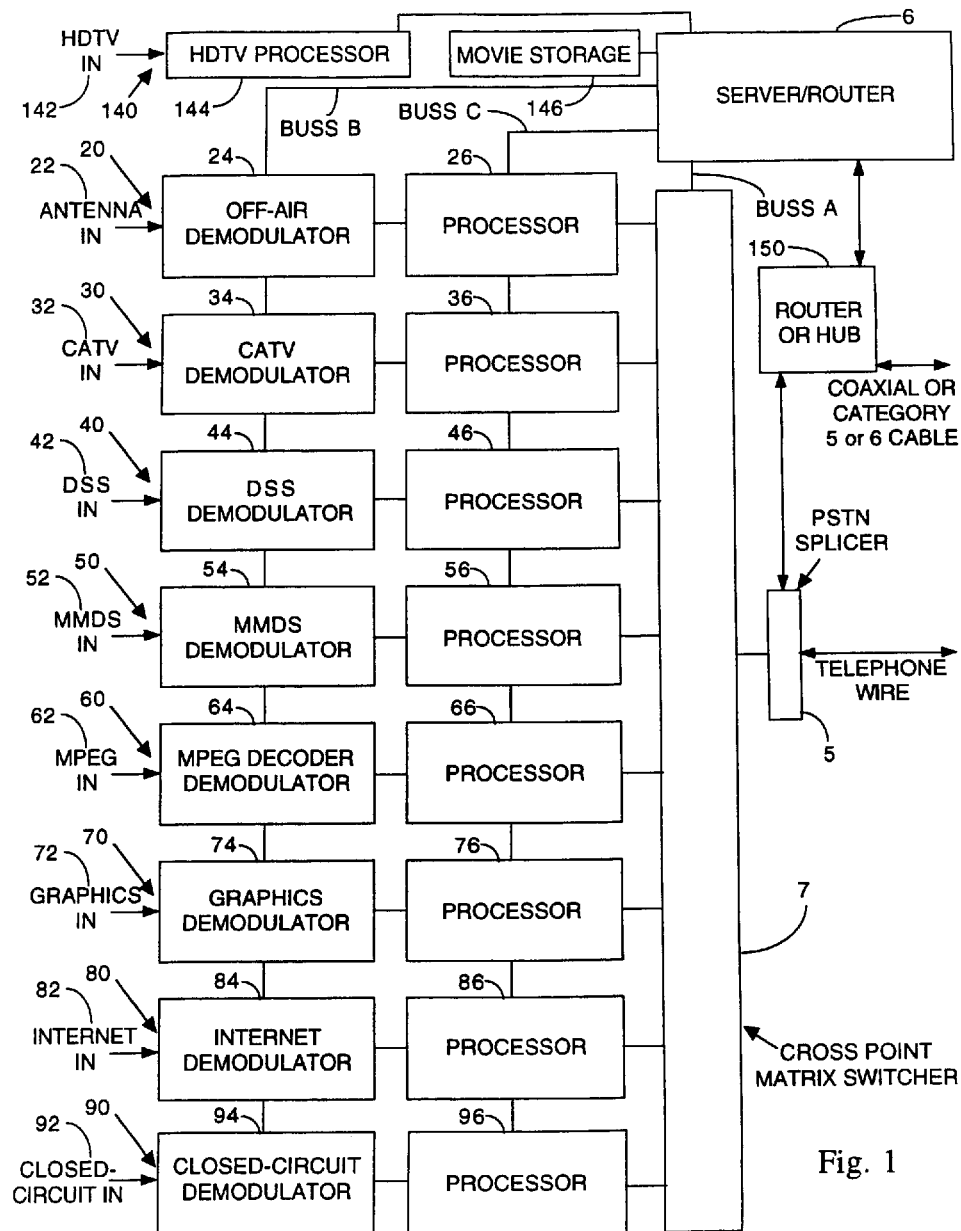 HDTV
IN
HDTV PROCESSOR
MOVIE STORAGE
6
SERVER/ROUTER
142
140
144
146
BUSS B
BUSS C
BUSS A
20
22
24
26
ANTENNA
IN
OFF-AIR
DEMODULATOR
PROCESSOR
150
ROUTER
OR HUB
COAXIAL OR
CATEGORY
5 or 6 CABLE
30
32
34
36
CATV
IN
CATV
DEMODULATOR
PROCESSOR
40
42
44
46
DSS
IN
DSS
DEMODULATOR
PROCESSOR
PSTN
SPLICER
50
52
54
56
MMDS
IN
MMDS
DEMODULATOR
PROCESSOR
TELEPHONE
WIRE
5
60
62
64
66
MPEG
IN
MPEG DECODER
DEMODULATOR
PROCESSOR
70
72
74
76
GRAPHICS
IN
GRAPHICS
DEMODULATOR
PROCESSOR
7
80
82
84
86
INTERNET
IN
INTERNET
DEMODULATOR
PROCESSOR
CROSS POINT
MATRIX SWITCHER
90
92
94
96
CLOSED-
CIRCUIT IN
CLOSED-CIRCUIT
DEMODULATOR
PROCESSOR
Fig. 1